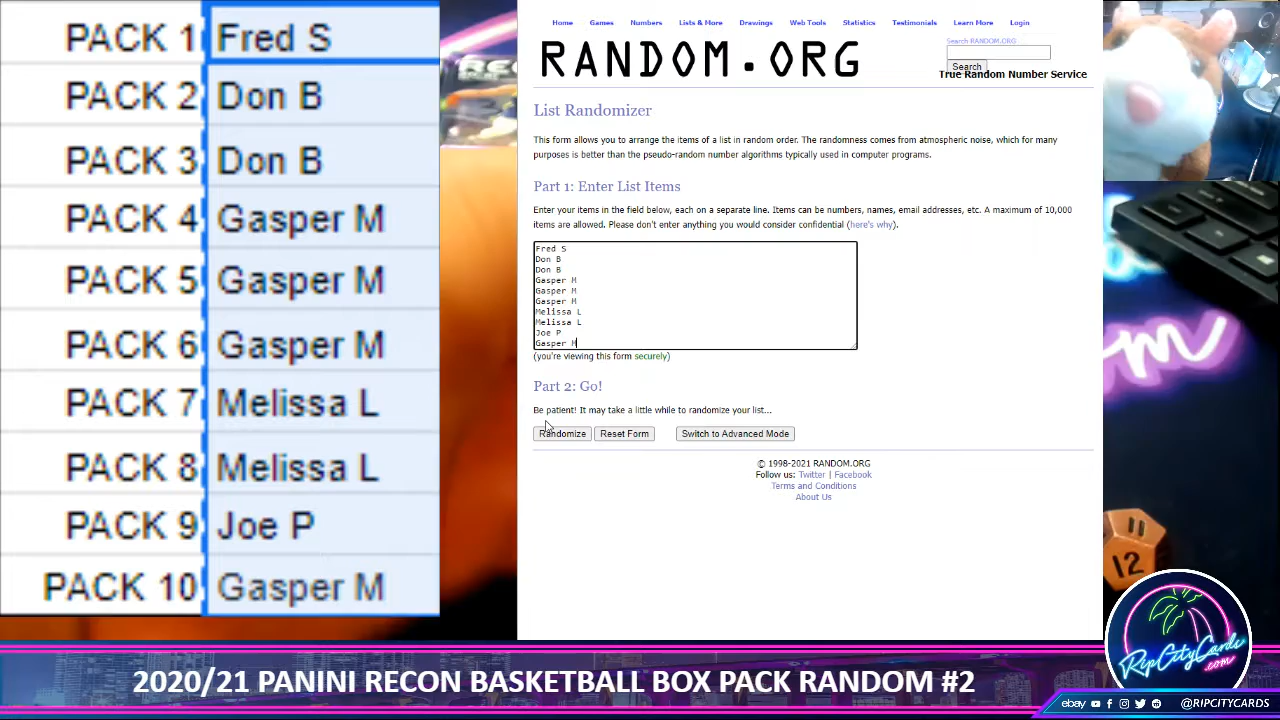 PACK 1 Fred S
PACK 2 Don B
PACK 3 Don B
PACK 4 Gasper M
PACK 5 Gasper M
PACK 6 Gasper M
PACK 7 Melissa L
PACK 8 Melissa L
PACK 9 Joe P
PACK 10 Gasper M
Home Games Numbers Lists & More Drawings Web Tools Statistics Testimonials Learn More Login
RANDOM.ORG
Search RANDOM.ORG
Search
True Random Number Service
List Randomizer
This form allows you to arrange the items of a list in random order. The randomness comes from atmospheric noise, which for many
purposes is better than the pseudo-random number algorithms typically used in computer programs.
Part 1: Enter List Items
Enter your items in the field below, each on a separate line. Items can be numbers, names, email addresses, etc. A maximum of 10,000
items are allowed. Please don't enter anything you would consider confidential (here's why).
Fred S
Don B
Don B
Gasper M
Gasper M
Gasper M
Melissa L
Melissa L
Joe P
Gasper M
(you're viewing this form securely)
Part 2: Go!
Be patient! It may take a little while to randomize your list...
Randomize Reset Form Switch to Advanced Mode
© 1998-2021 RANDOM.ORG
Follow us: Twitter | Facebook
Terms and Conditions
About Us
11
12
RipCityCards
.com
2020/21 PANINI RECON BASKETBALL BOX PACK RANDOM #2
ebay @RIPCITYCARDS